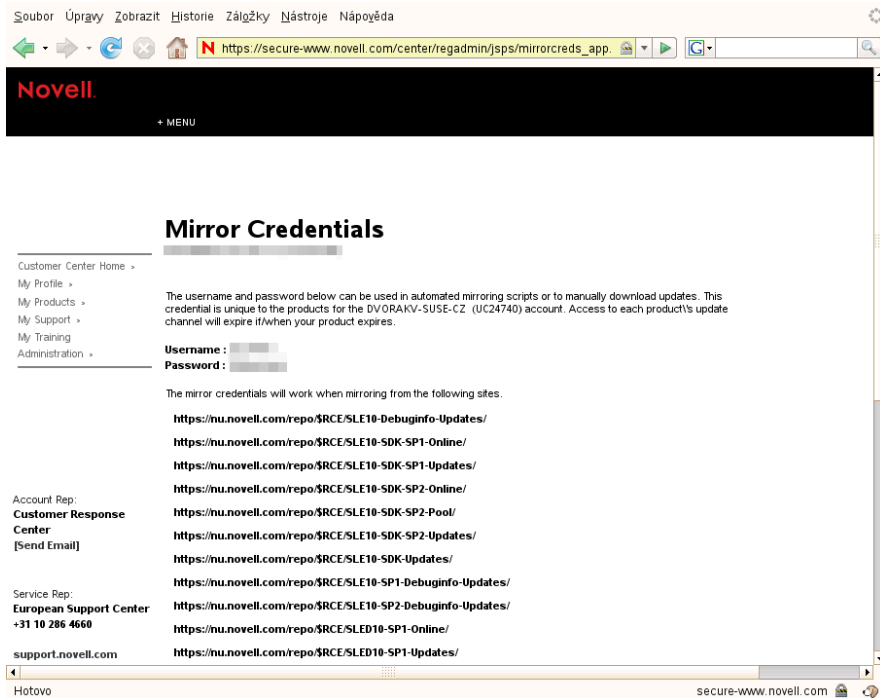 Soubor Úpravy Zobrazit Historie Záložky Nástroje Nápověda
N https://secure-www.novell.com/center/regadmin/jsps/mirrorcreds_app.
G
Novell.
+ MENU
Mirror Credentials
Customer Center Home »
My Profile »
My Products »
My Support »
My Training
Administration »
The username and password below can be used in automated mirroring scripts or to manually download updates. This
credential is unique to the products for the DVORAKV-SUSE-CZ (UC24740) account. Access to each product\'s update
channel will expire if/when your product expires.
Username :
Password :
The mirror credentials will work when mirroring from the following sites.
https://nu.novell.com/repo/$RCE/SLE10-Debuginfo-Updates/
https://nu.novell.com/repo/$RCE/SLE10-SDK-SP1-Online/
https://nu.novell.com/repo/$RCE/SLE10-SDK-SP1-Updates/
https://nu.novell.com/repo/$RCE/SLE10-SDK-SP2-Online/
https://nu.novell.com/repo/$RCE/SLE10-SDK-SP2-Pool/
https://nu.novell.com/repo/$RCE/SLE10-SDK-SP2-Updates/
https://nu.novell.com/repo/$RCE/SLE10-SDK-Updates/
https://nu.novell.com/repo/$RCE/SLE10-SP1-Debuginfo-Updates/
https://nu.novell.com/repo/$RCE/SLE10-SP2-Debuginfo-Updates/
https://nu.novell.com/repo/$RCE/SLED10-SP1-Online/
https://nu.novell.com/repo/$RCE/SLED10-SP1-Updates/
Account Rep:
Customer Response
Center
[Send Email]
Service Rep:
European Support Center
+31 10 286 4660
support.novell.com
Hotovo
secure-www.novell.com